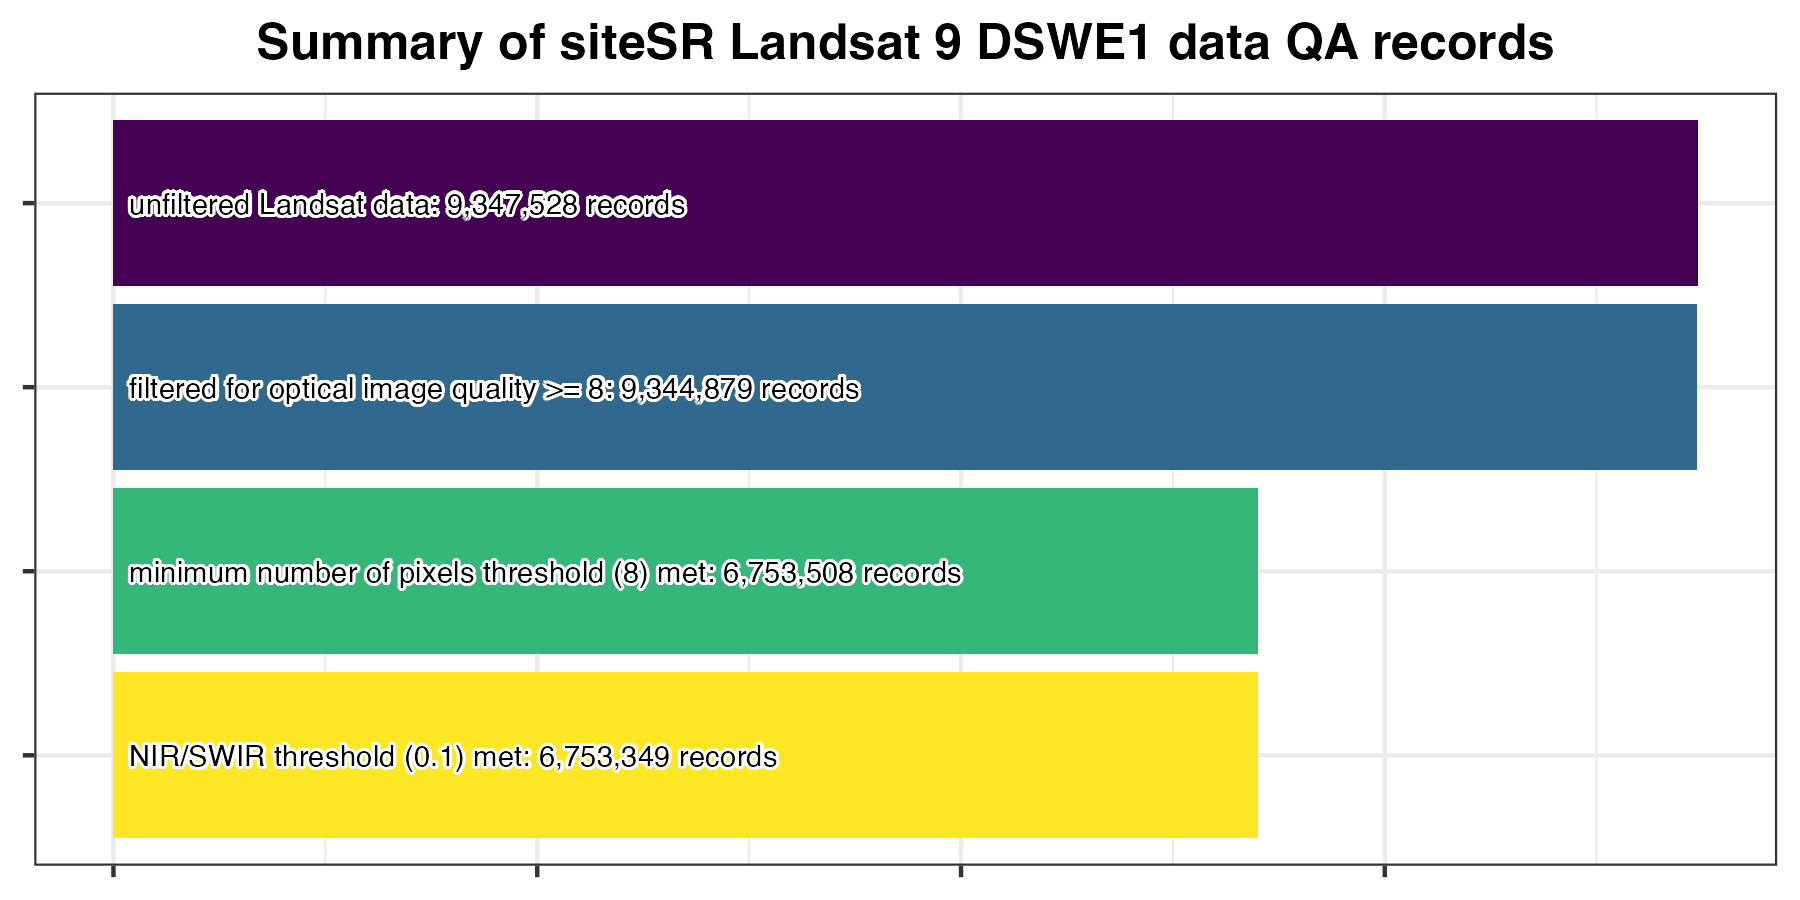 Summary of siteSR Landsat 9 DSWE1 data QA records
unfiltered Landsat data: 9,347,528 records
filtered for optical image quality >= 8: 9,344,879 records
minimum number of pixels threshold (8) met: 6,753,508 records
NIR/SWIR threshold (0.1) met: 6,753,349 records